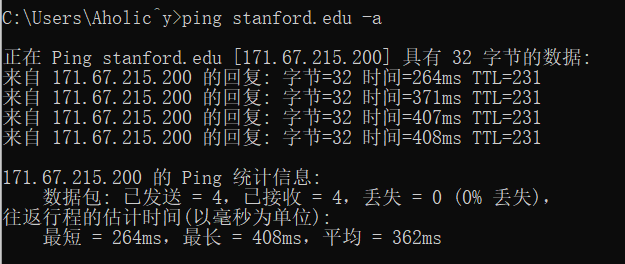 C:\Users\Aholic^y>ping stanford.edu -a
正在 Ping stanford.edu [171.67.215.200] 具有 32 字节的数据:
来自 171.67.215.200 的回复: 字节=32 时间=264ms TTL=231
来自 171.67.215.200 的回复: 字节=32 时间=371ms TTL=231
来自 171.67.215.200 的回复: 字节=32 时间=407ms TTL=231
来自 171.67.215.200 的回复: 字节=32 时间=408ms TTL=231
171.67.215.200 的 Ping 统计信息:
数据包: 已发送 = 4，已接收 = 4，丢失 = 0 (0% 丢失)，
往返行程的估计时间(以毫秒为单位):
最短 = 264ms，最长 = 408ms，平均 = 362ms